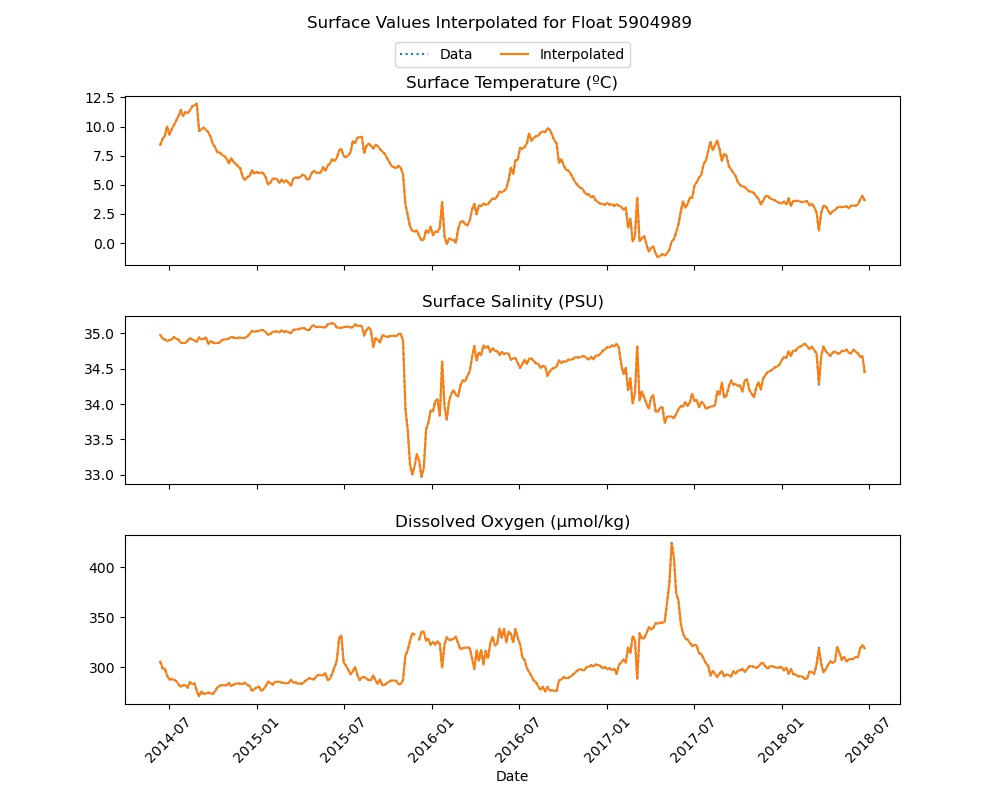 Surface Values Interpolated for Float 5904989
Data Interpolated
Surface Temperature (ºC)
12.5
10.0
7.5
5.0
2.5
0.0
Surface Salinity (PSU)
35.0
34.5
34.0
33.5
33.0
Dissolved Oxygen (µmol/kg)
400
350
300
2014-07 2015-01 2015-07 2016-01 2016-07 2017-01 2017-07 2018-01 2018-07
Date